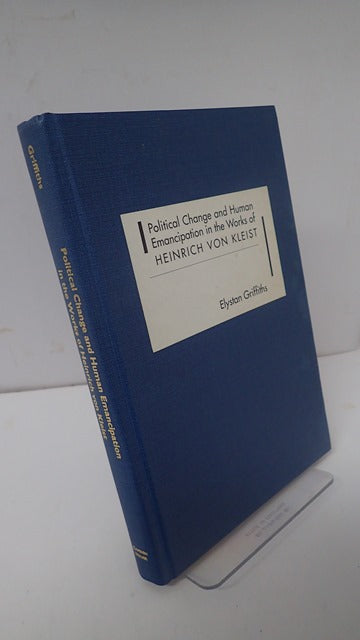 Political Change and Human
Emancipation in the Works of
HEINRICH VON KLEIST
Elystan Griffiths
Griffiths
Political Change and Human Emancipation
in the Works of Heinrich von Kleist